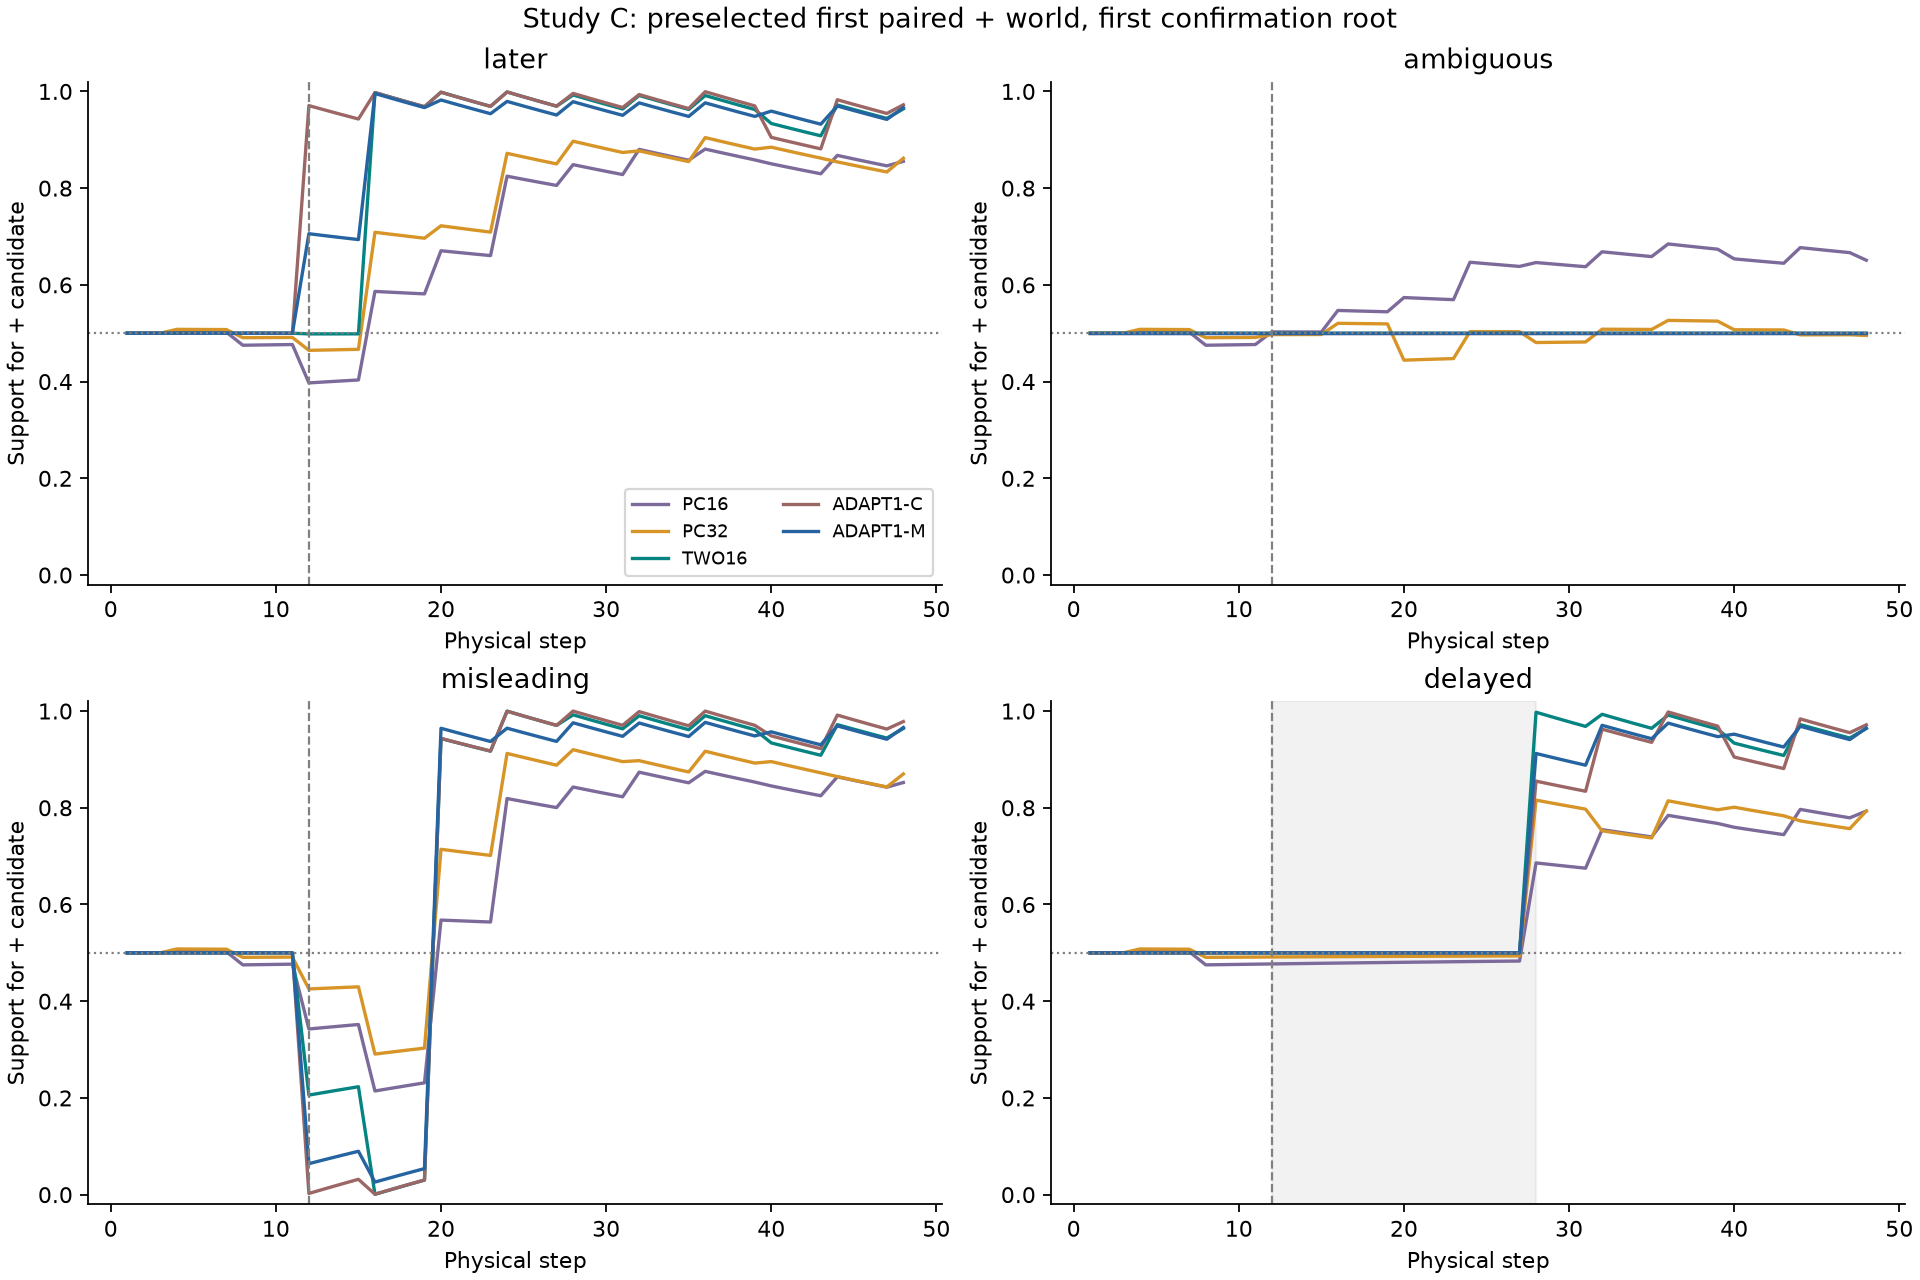 Study C: preselected first paired + world, first confirmation root
later
Support for + candidate
1.0
0.8
0.6
0.4
0.2
0.0
PC16
PC32
TWO16
ADAPT1-C
ADAPT1-M
0 10 20 30 40 50
Physical step
ambiguous
Support for + candidate
1.0
0.8
0.6
0.4
0.2
0.0
0 10 20 30 40 50
Physical step
misleading
Support for + candidate
1.0
0.8
0.6
0.4
0.2
0.0
0 10 20 30 40 50
Physical step
delayed
Support for + candidate
1.0
0.8
0.6
0.4
0.2
0.0
0 10 20 30 40 50
Physical step